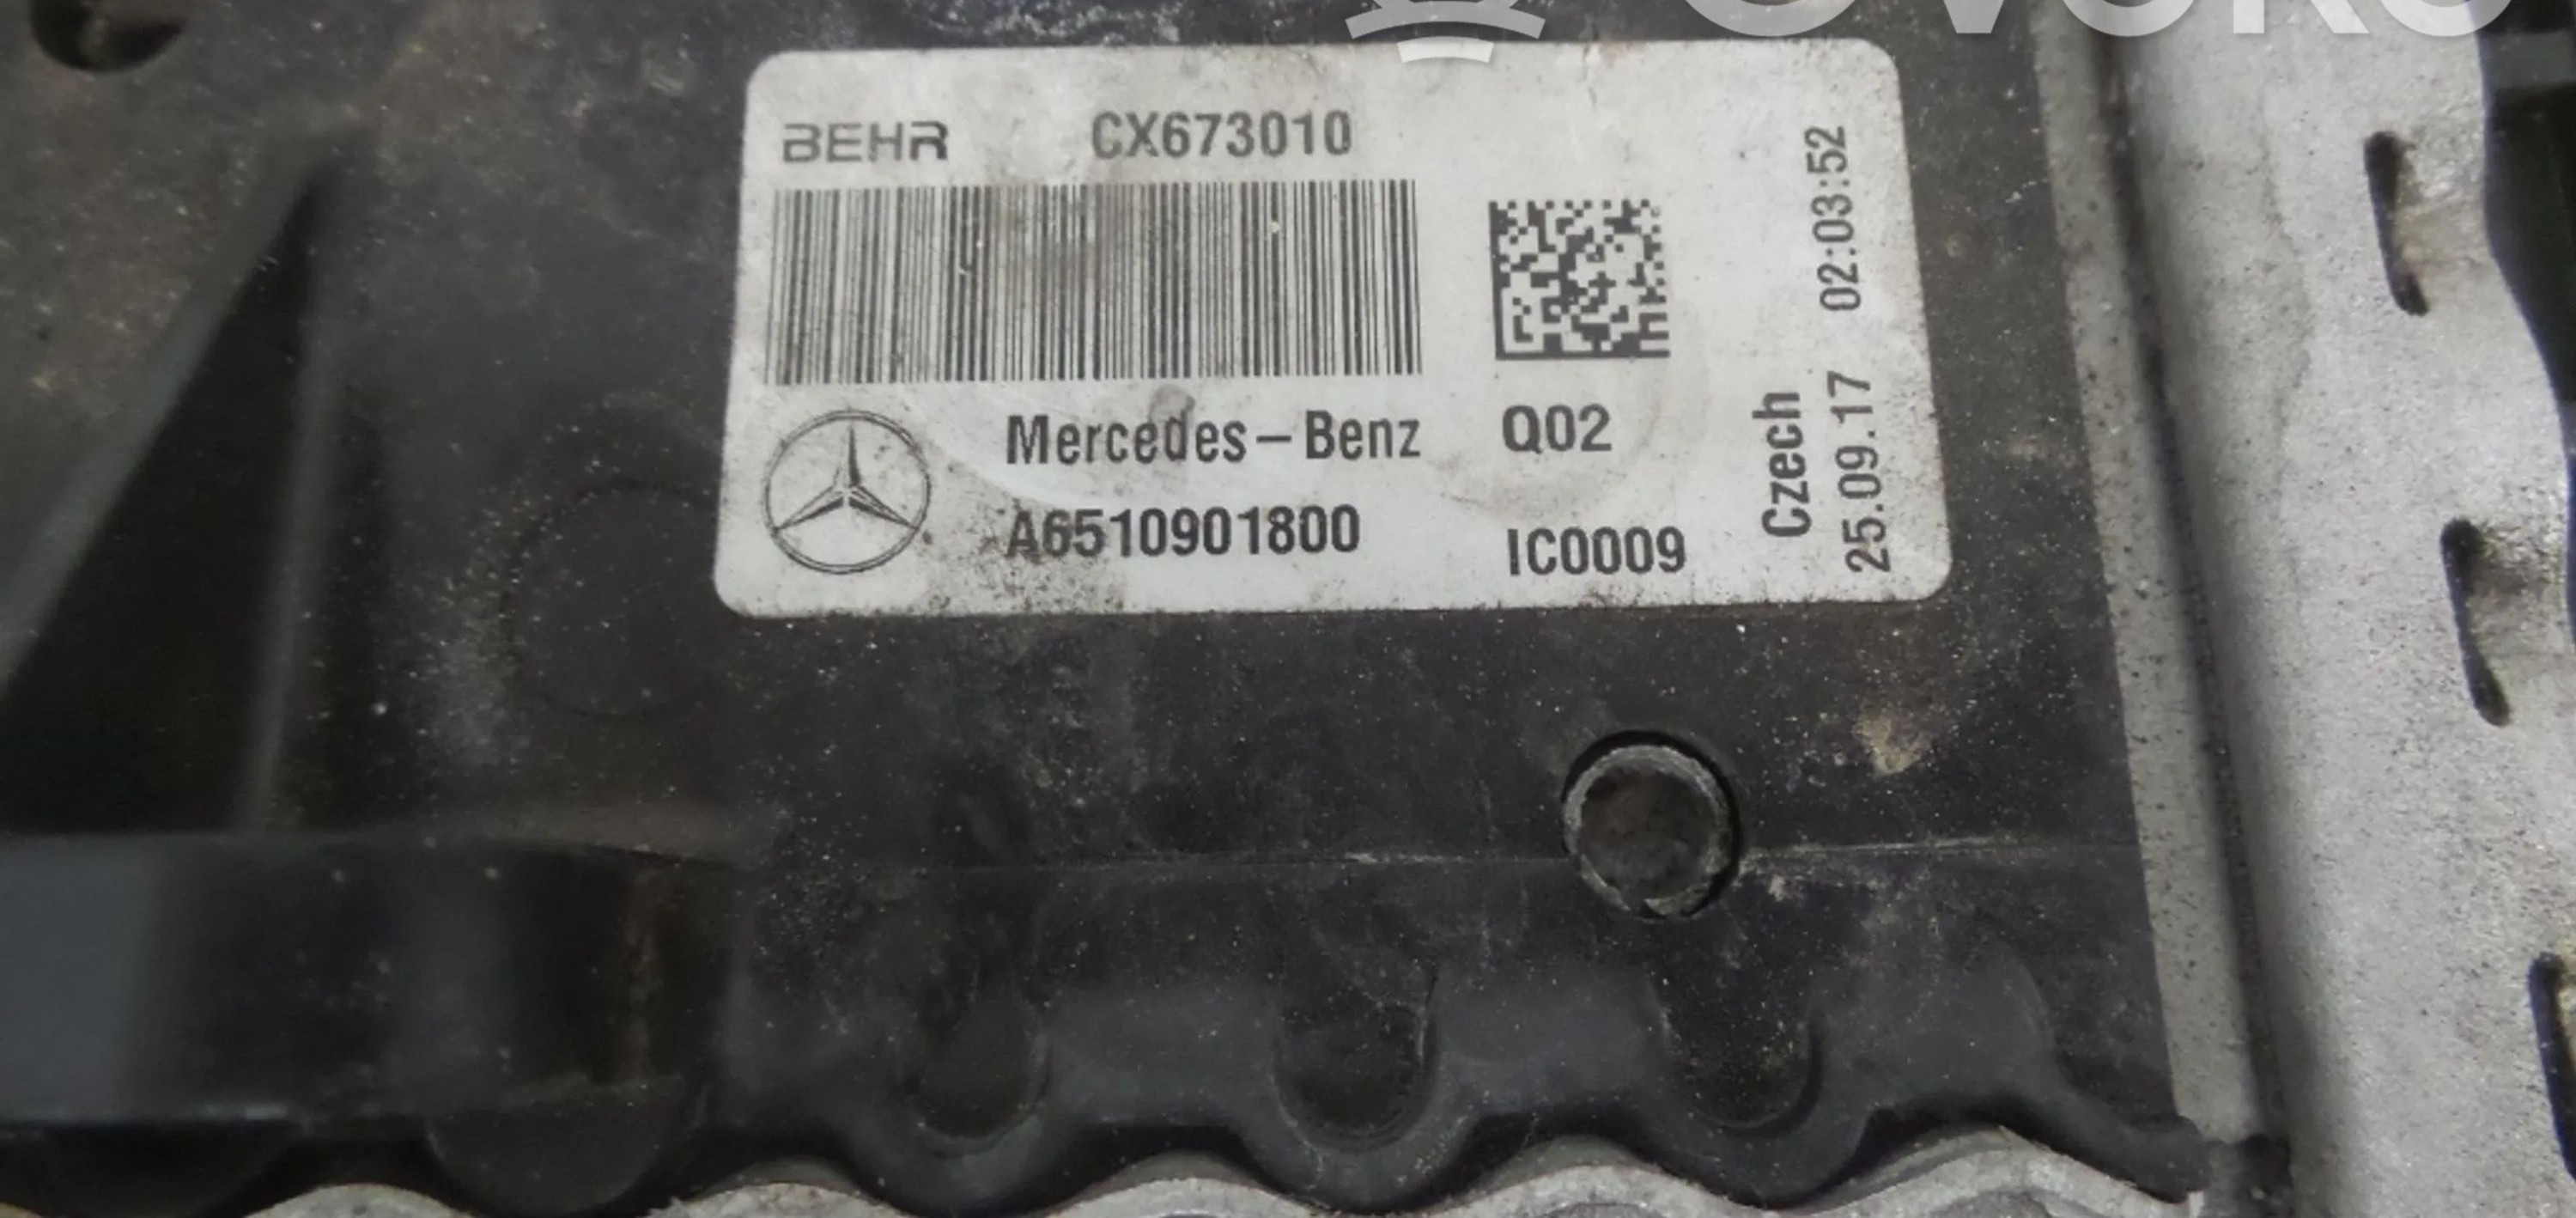 BEHR CX673010
Mercedes-Benz Q02
A6510901800 IC0009
Czech
25.09.17 02:03:52